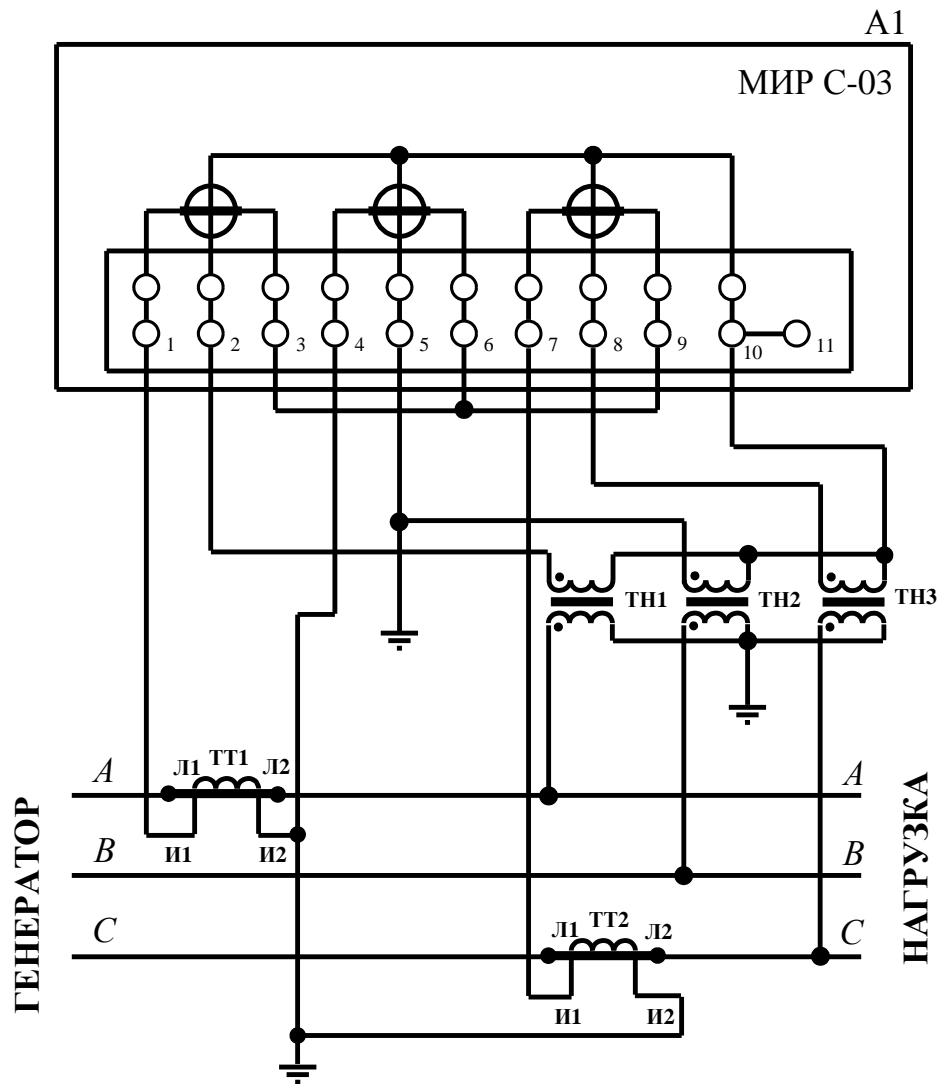 А1
МИР С-03
1 2 3 4 5 6 7 8 9 10 11
ТН1 ТН2 ТН3
A Л1 ТТ1 Л2 A
И1 И2
B B
C Л1 ТТ2 Л2 C
И1 И2
ГЕНЕРАТОР
НАГРУЗКА